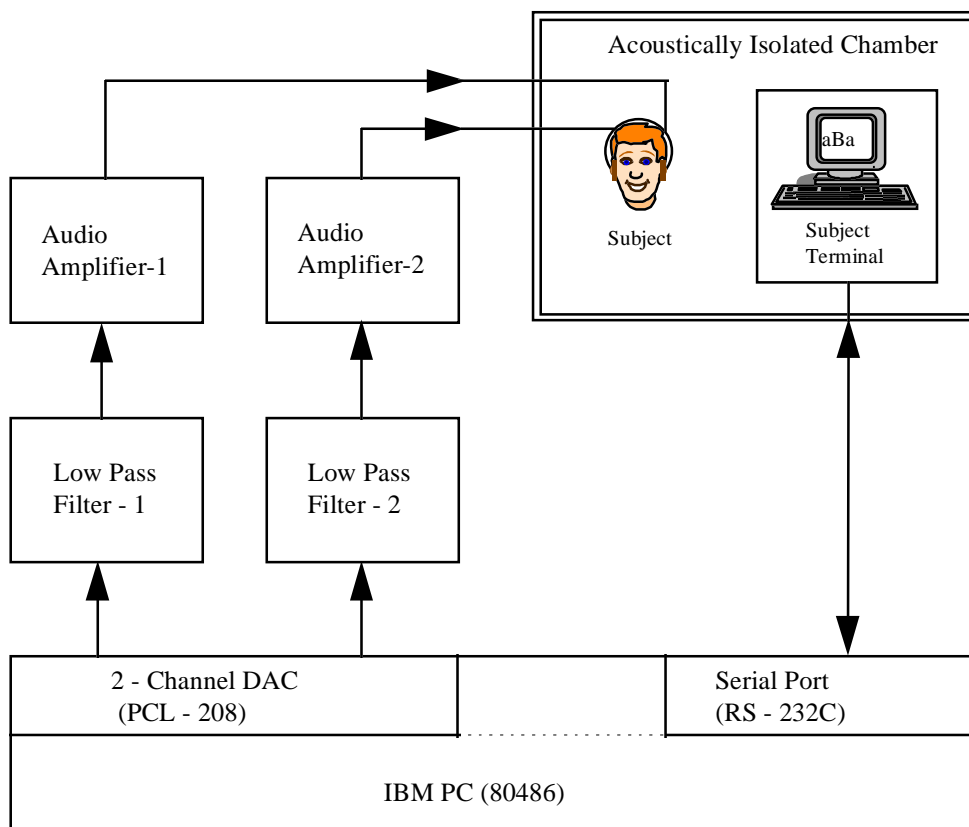 Acoustically Isolated Chamber
aBa
Subject
Subject
Terminal
Audio
Amplifier-1
Audio
Amplifier-2
Low Pass
Filter - 1
Low Pass
Filter - 2
2 - Channel DAC
(PCL - 208)
Serial Port
(RS - 232C)
IBM PC (80486)